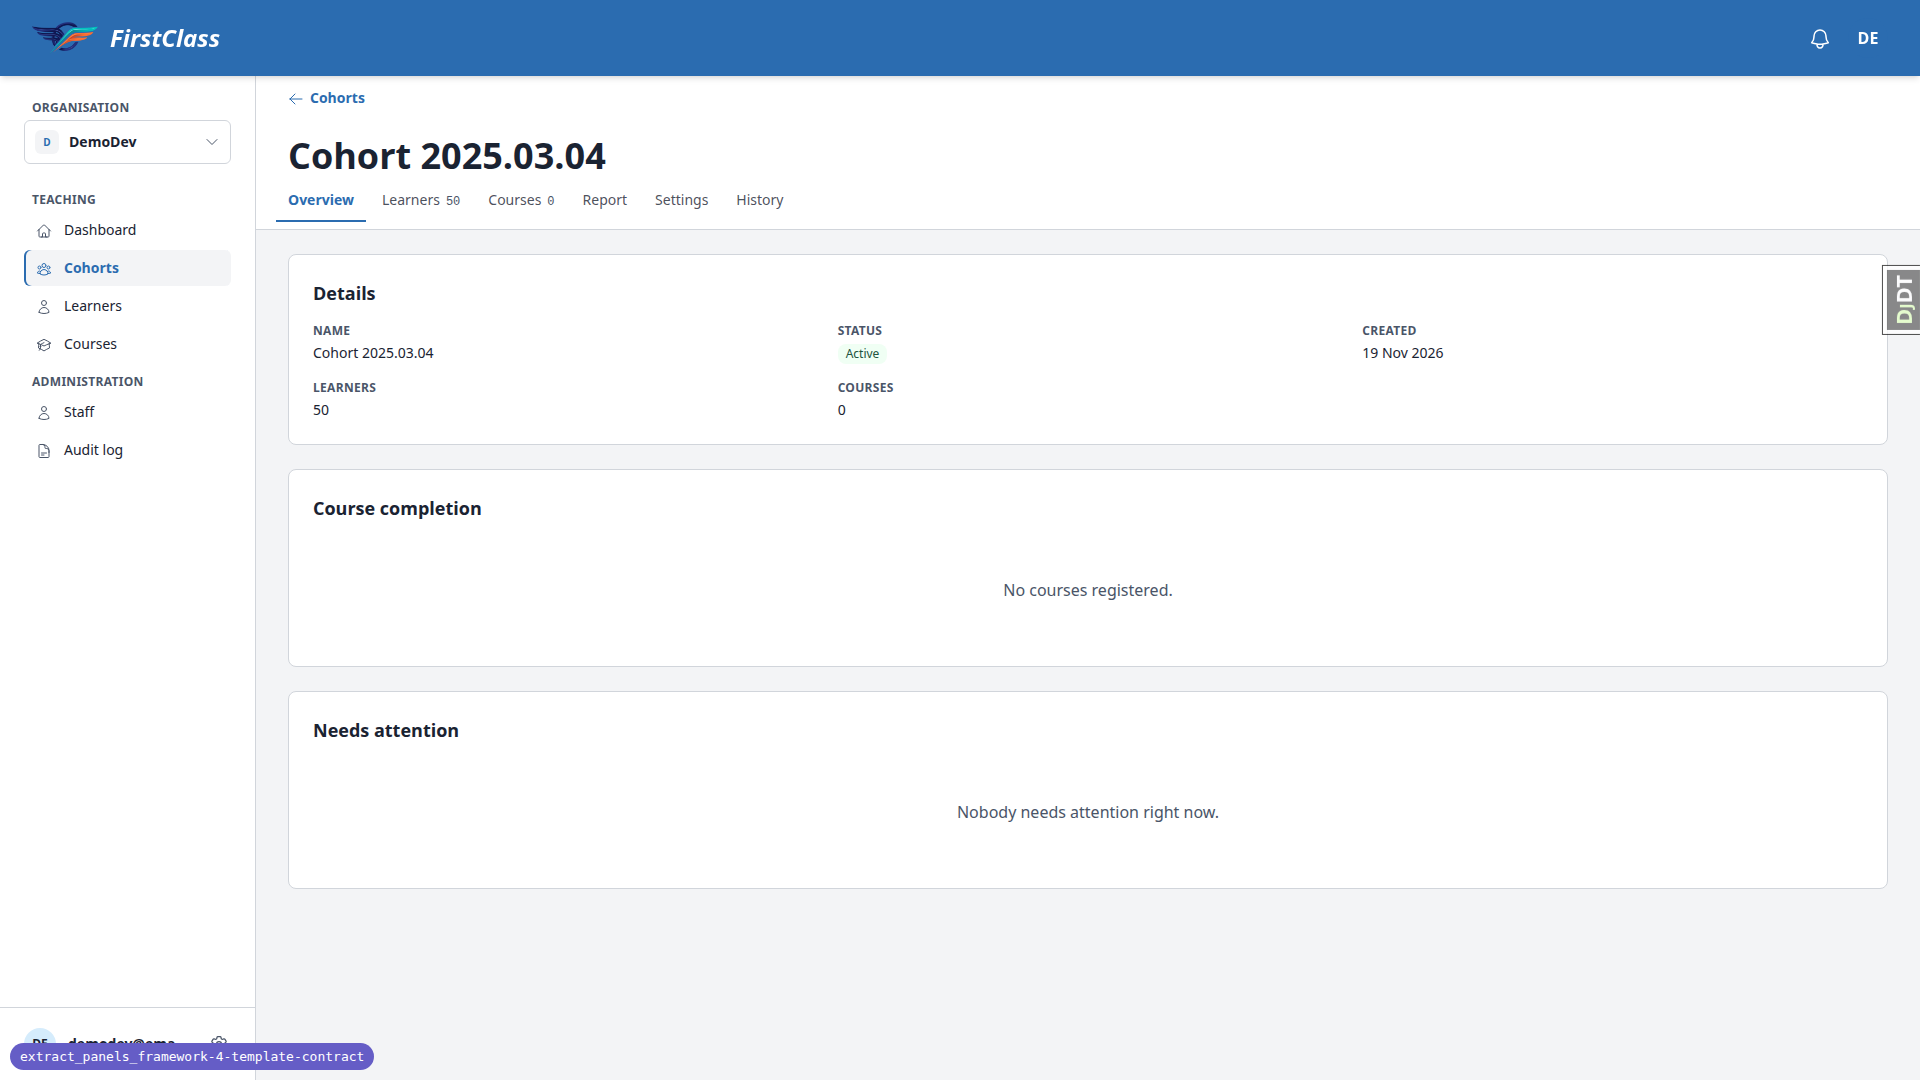 FirstClass
DE
ORGANISATION
D DemoDev
TEACHING
Dashboard
Cohorts
Learners
Courses
ADMINISTRATION
Staff
Audit log
Cohorts
Cohort 2025.03.04
Overview Learners 50 Courses 0 Report Settings History
Details
NAME STATUS CREATED
Cohort 2025.03.04 Active 19 Nov 2026
LEARNERS COURSES
50 0
Course completion
No courses registered.
Needs attention
Nobody needs attention right now.
DJDT
extract_panels_framework-4-template-contract